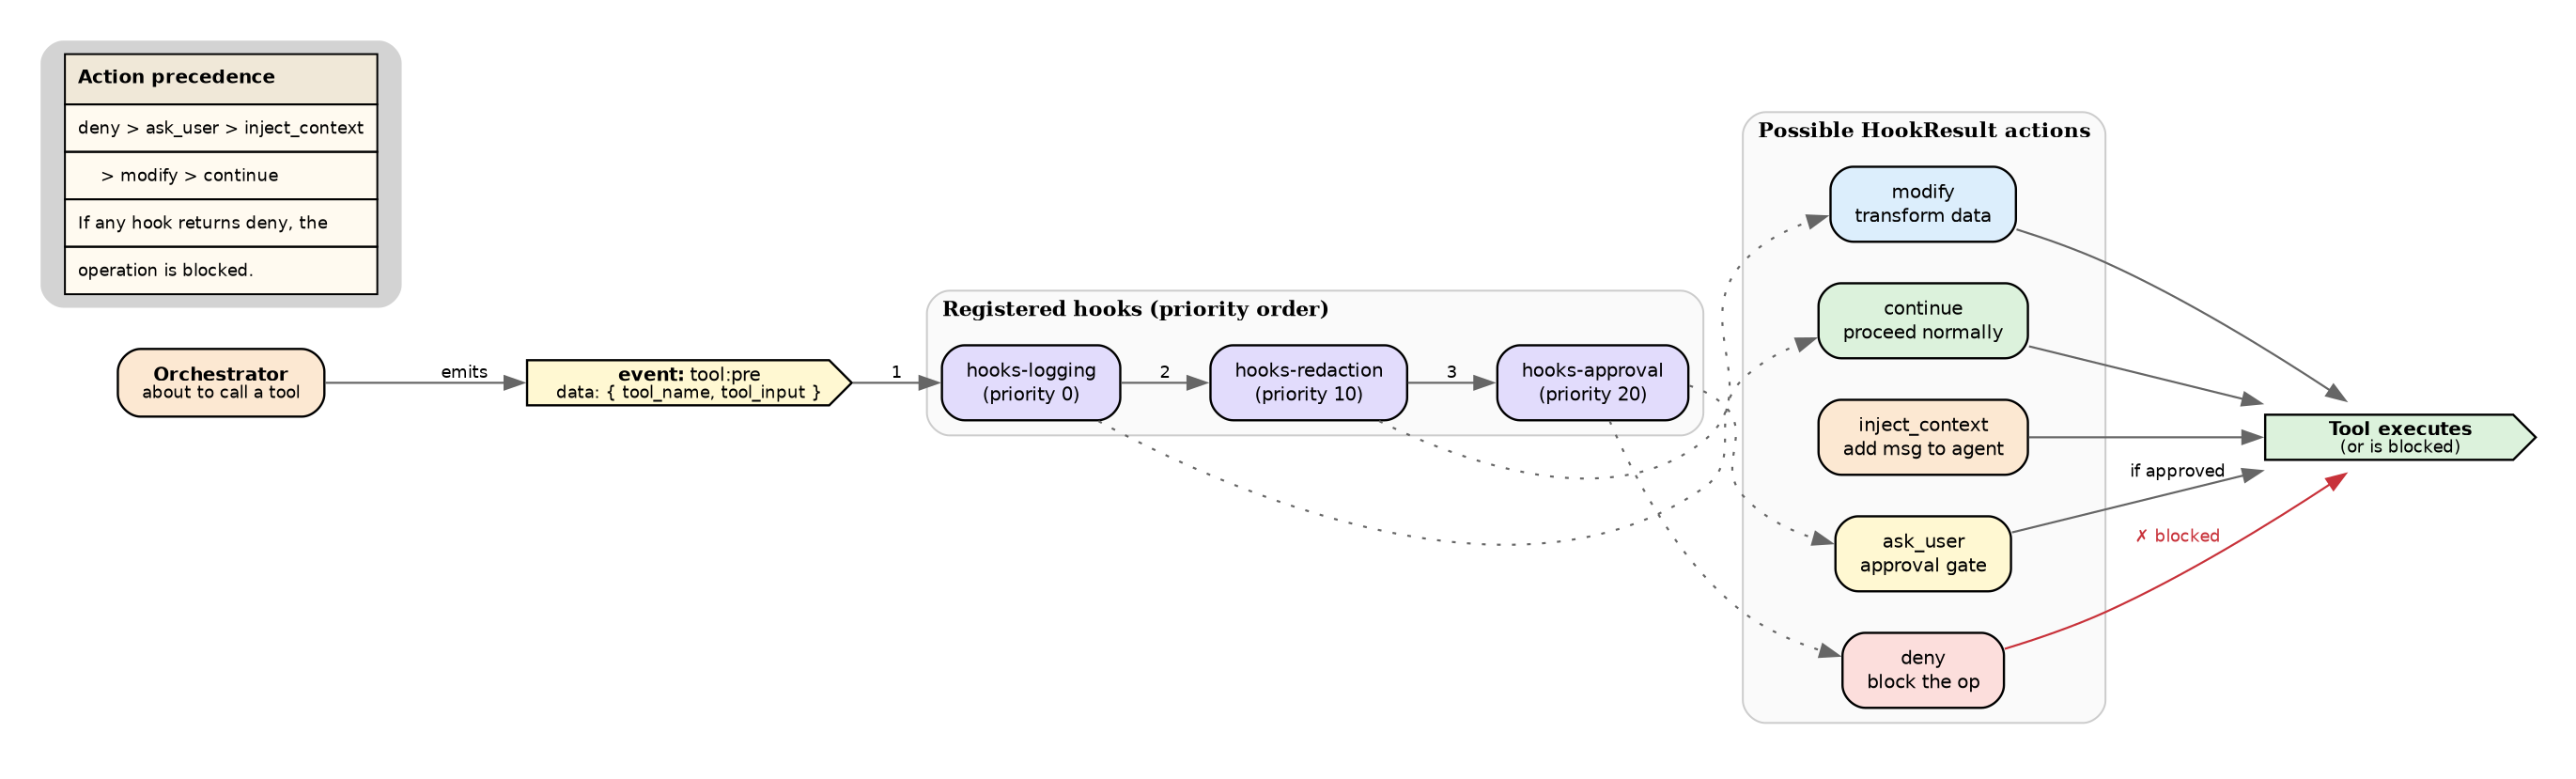 Action precedence
deny > ask_user > inject_context
> modify > continue
If any hook returns deny, the
operation is blocked.
Orchestrator
about to call a tool
emits
event: tool:pre
data: { tool_name, tool_input }
1
Registered hooks (priority order)
hooks-logging
(priority 0)
2
hooks-redaction
(priority 10)
3
hooks-approval
(priority 20)
Possible HookResult actions
modify
transform data
continue
proceed normally
inject_context
add msg to agent
ask_user
approval gate
deny
block the op
if approved
✗ blocked
Tool executes
(or is blocked)